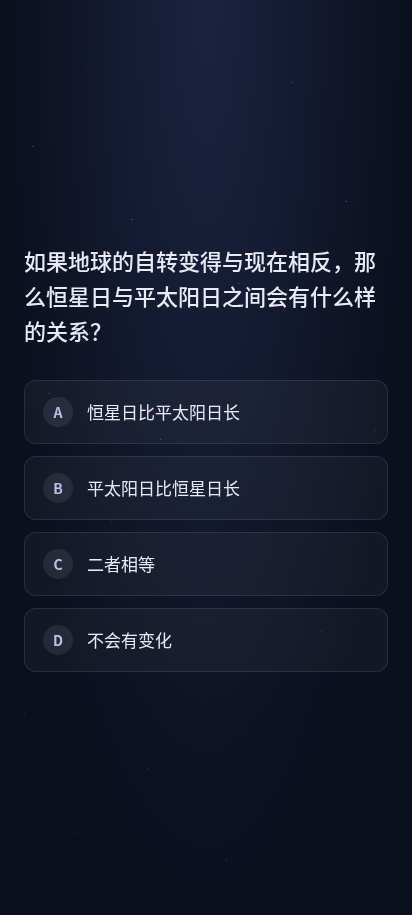 如果地球的自转变得与现在相反，那
么恒星日与平太阳日之间会有什么样
的关系？
A 恒星日比平太阳日长
B 平太阳日比恒星日长
C 二者相等
D 不会有变化